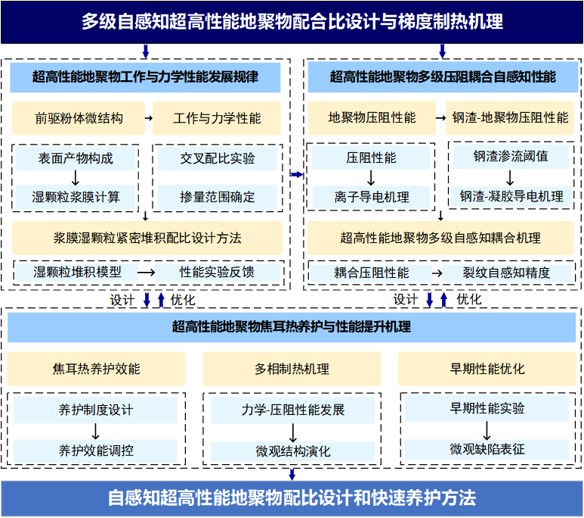 多级自感知超高性能地聚物配合比设计与梯度制热机理
超高性能地聚物工作与力学性能发展规律
前驱粉体微结构
工作与力学性能
表面产物构成
湿颗粒浆膜计算
交叉配比实验
掺量范围确定
浆膜湿颗粒紧密堆积配比设计方法
湿颗粒堆积模型
性能实验反馈
超高性能地聚物多级压阻耦合自感知性能
地聚物压阻性能
钢渣-地聚物压阻性能
压阻性能
离子导电机理
钢渣渗流阈值
钢渣-凝胶导电机理
超高性能地聚物多级自感知耦合机理
耦合压阻性能
裂纹自感知精度
设计
优化
设计
优化
超高性能地聚物焦耳热养护与性能提升机理
焦耳热养护效能
养护制度设计
养护效能调控
多相制热机理
力学-压阻性能发展
微观结构演化
早期性能优化
早期性能实验
微观缺陷表征
自感知超高性能地聚物配比设计和快速养护方法